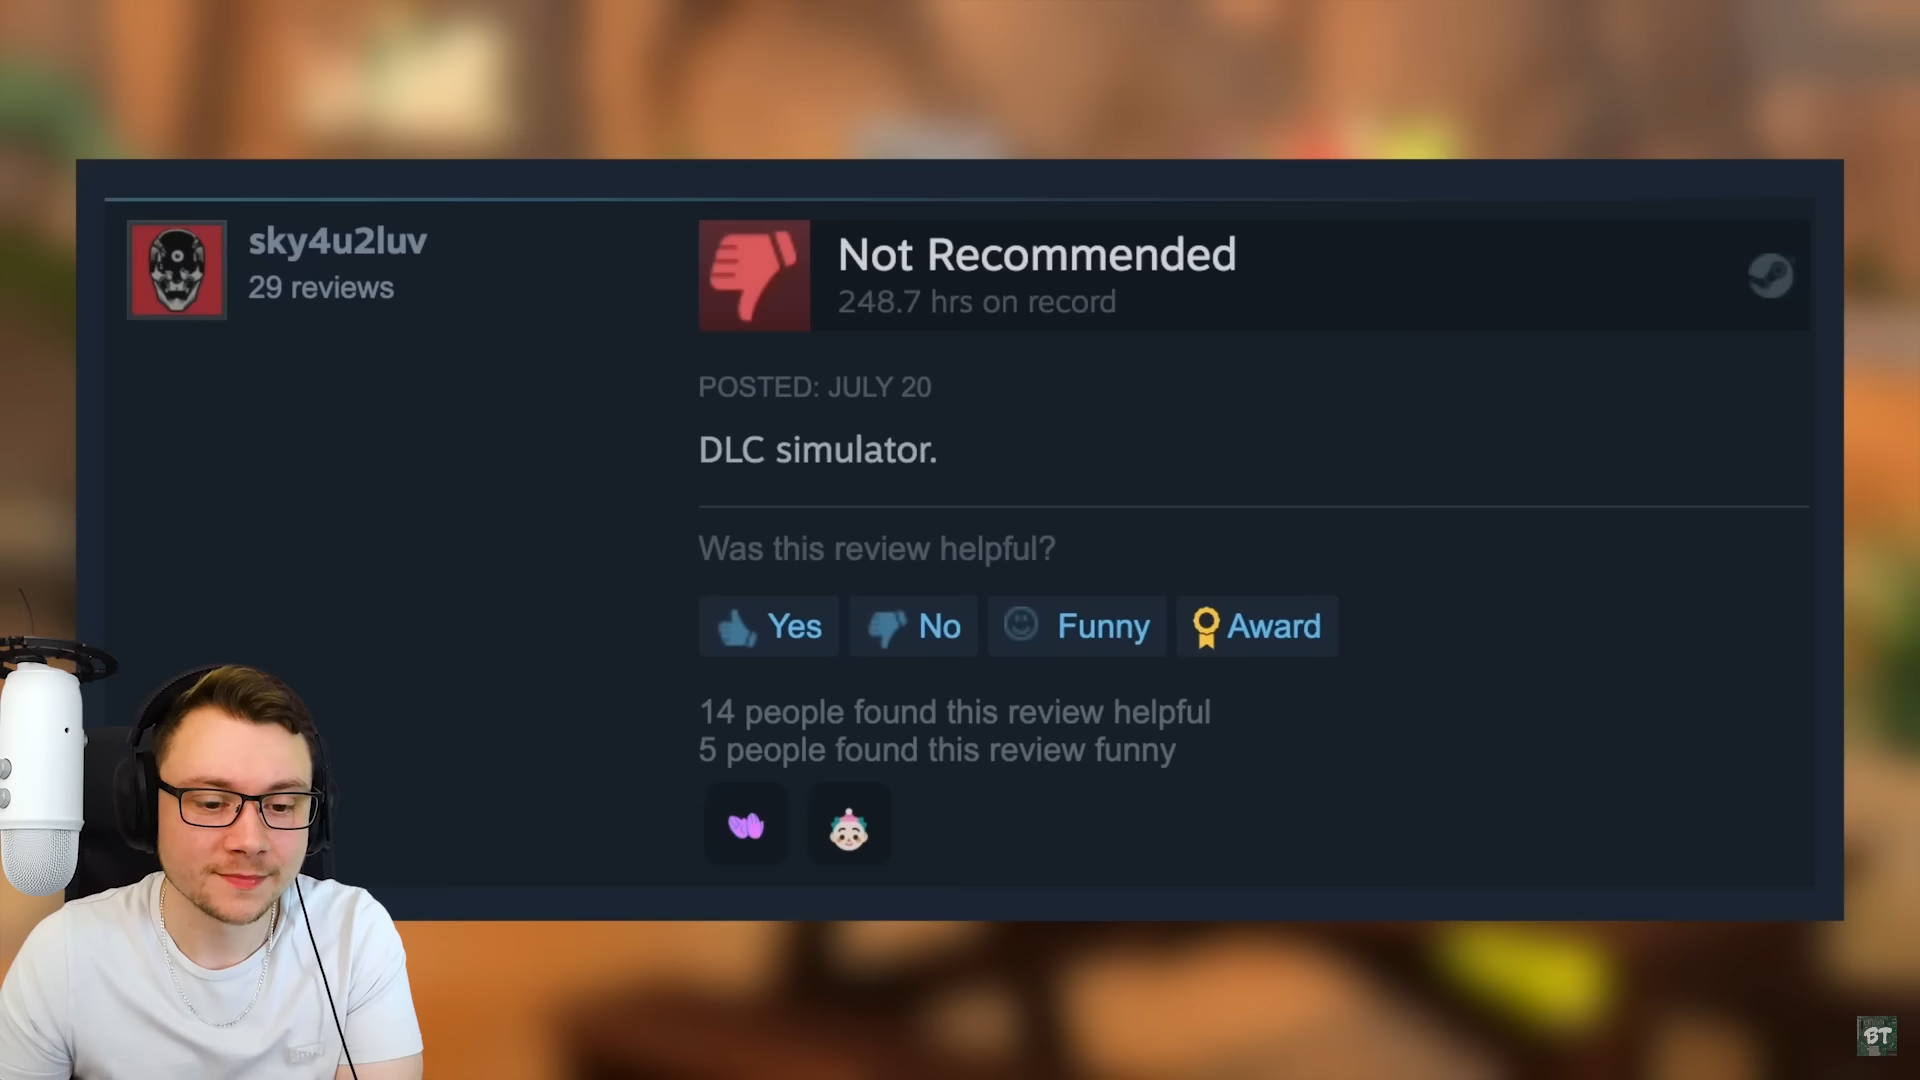 sky4u2luv
29 reviews
Not Recommended
248.7 hrs on record
POSTED: JULY 20
DLC simulator.
Was this review helpful?
Yes
No
Funny
Award
14 people found this review helpful
5 people found this review funny
BT